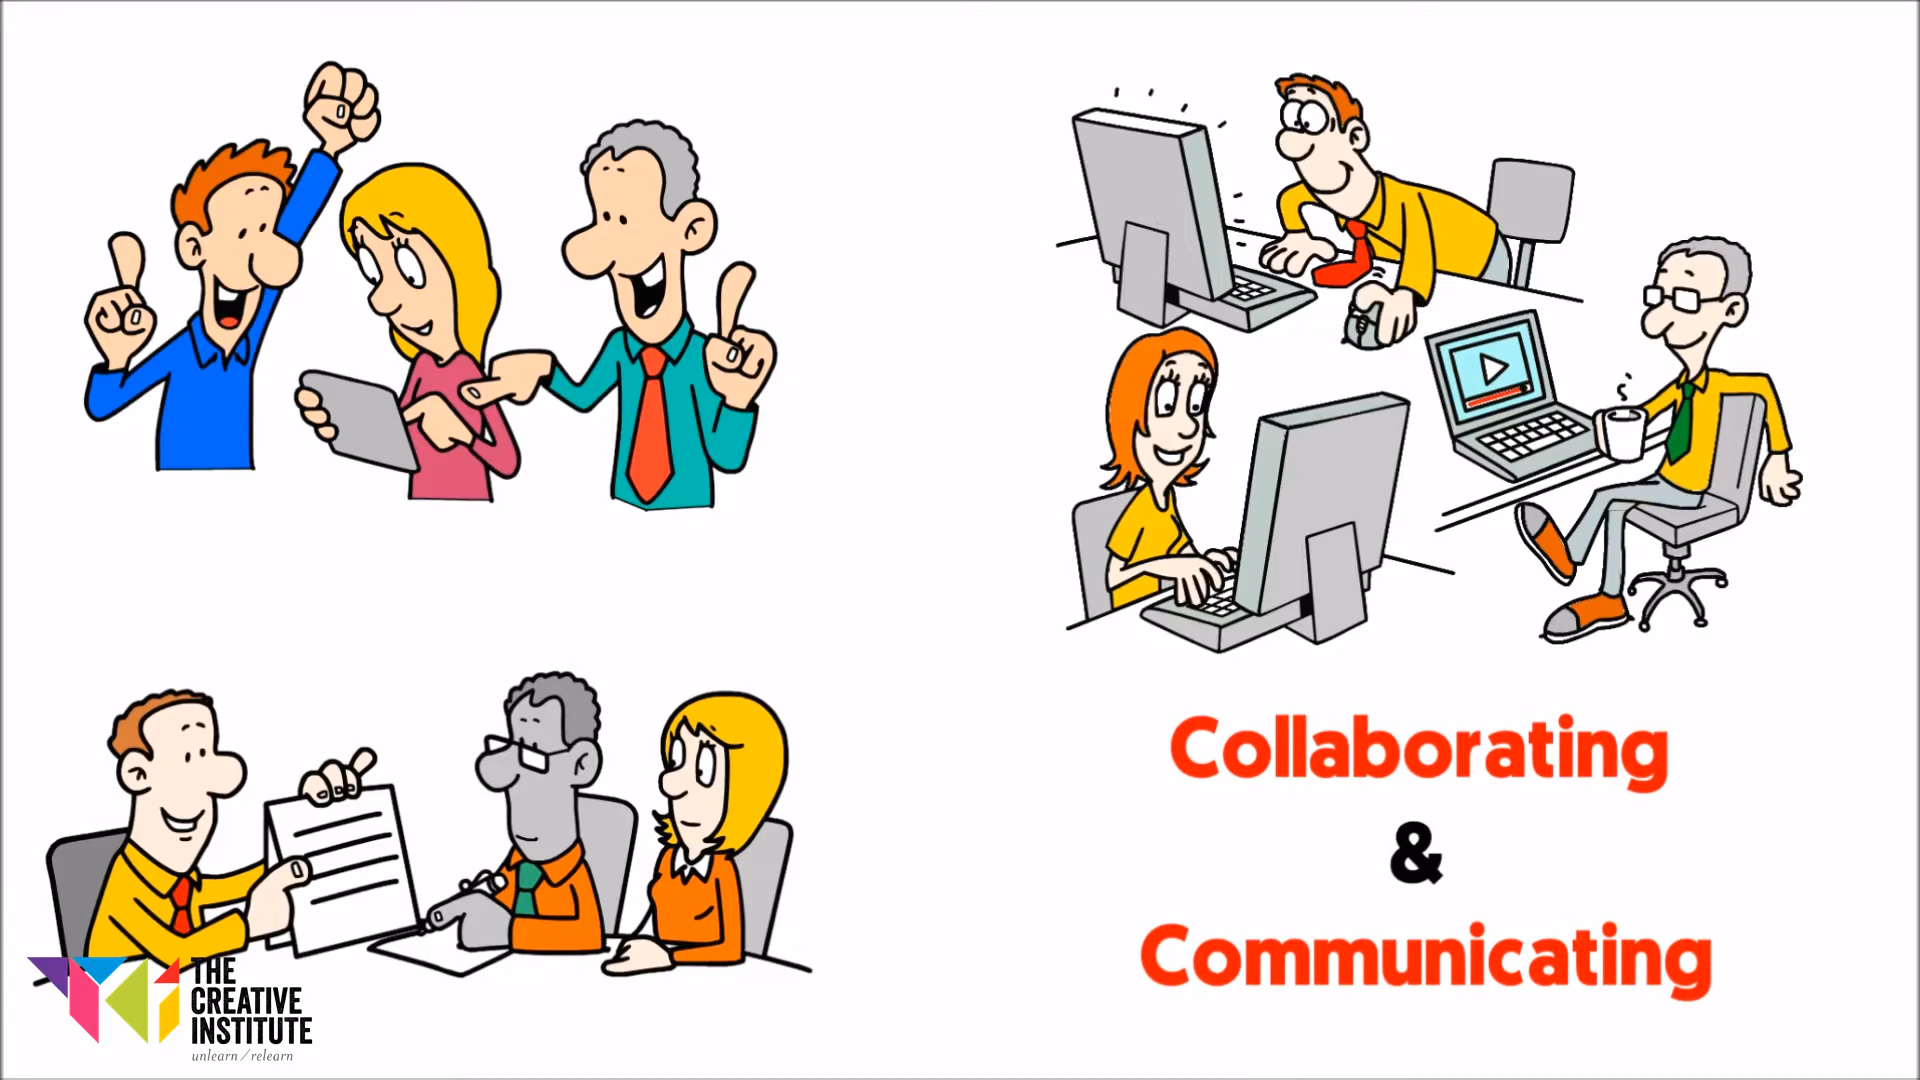 Collaborating
&
Communicating
THE
CREATIVE
INSTITUTE
unlearn / relearn